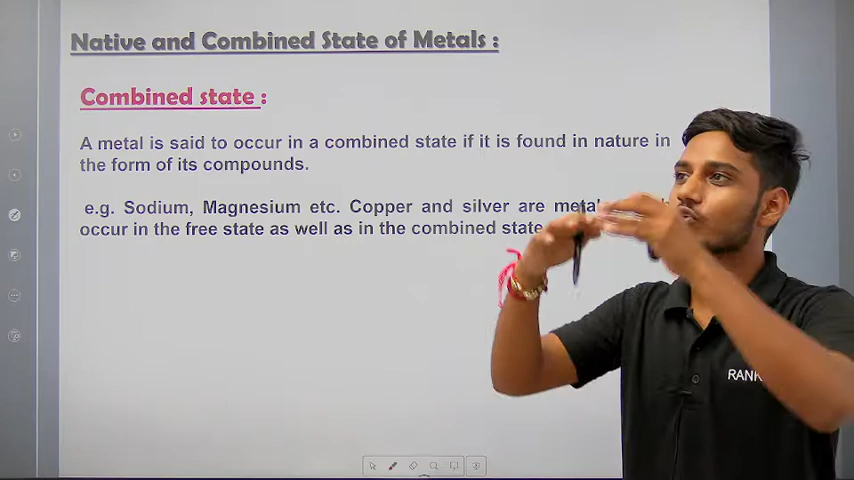 Native and Combined State of Metals :
Combined state :
A metal is said to occur in a combined state if it is found in nature in
the form of its compounds.
e.g. Sodium, Magnesium etc. Copper and silver are
occur in the free state as well as in the combined state
RANK